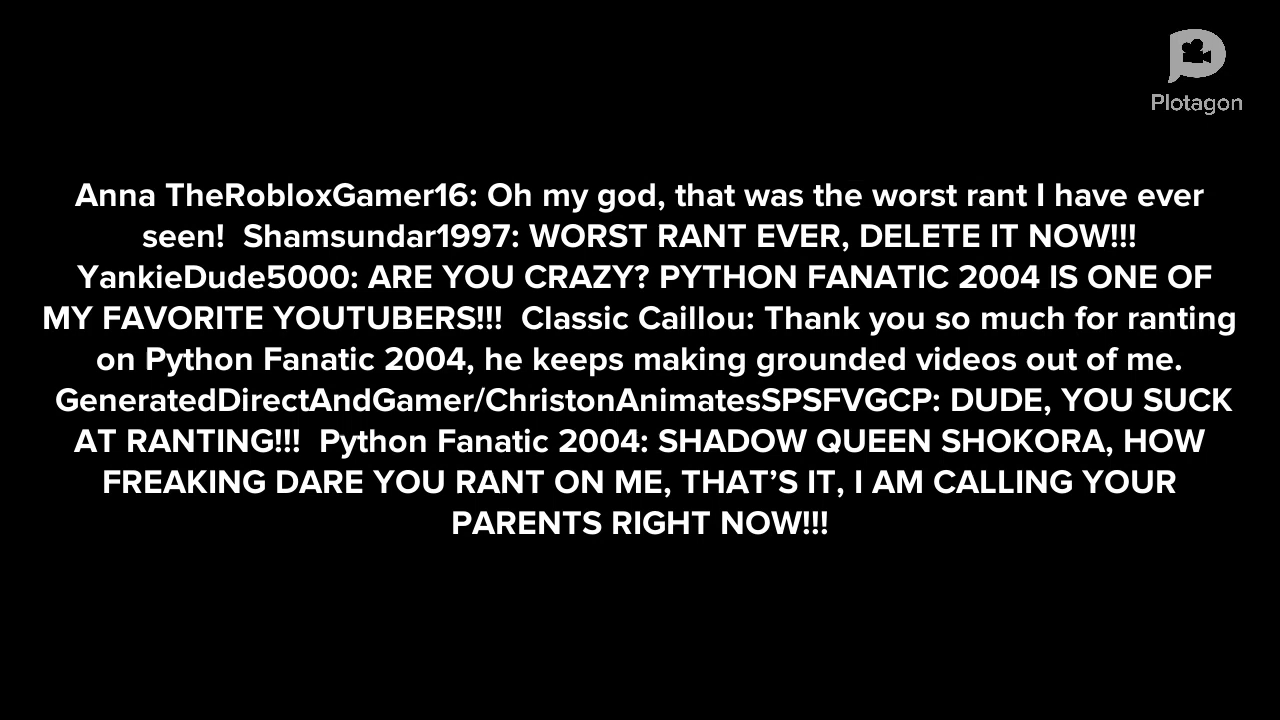 Plotagon
Anna TheRobloxGamer16: Oh my god, that was the worst rant I have ever
seen!  Shamsundar1997: WORST RANT EVER, DELETE IT NOW!!!
YankieDude5000: ARE YOU CRAZY? PYTHON FANATIC 2004 IS ONE OF
MY FAVORITE YOUTUBERS!!!  Classic Caillou: Thank you so much for ranting
on Python Fanatic 2004, he keeps making grounded videos out of me.
GeneratedDirectAndGamer/ChristonAnimatesSPSFVGCP: DUDE, YOU SUCK
AT RANTING!!!  Python Fanatic 2004: SHADOW QUEEN SHOKORA, HOW
FREAKING DARE YOU RANT ON ME, THAT’S IT, I AM CALLING YOUR
PARENTS RIGHT NOW!!!